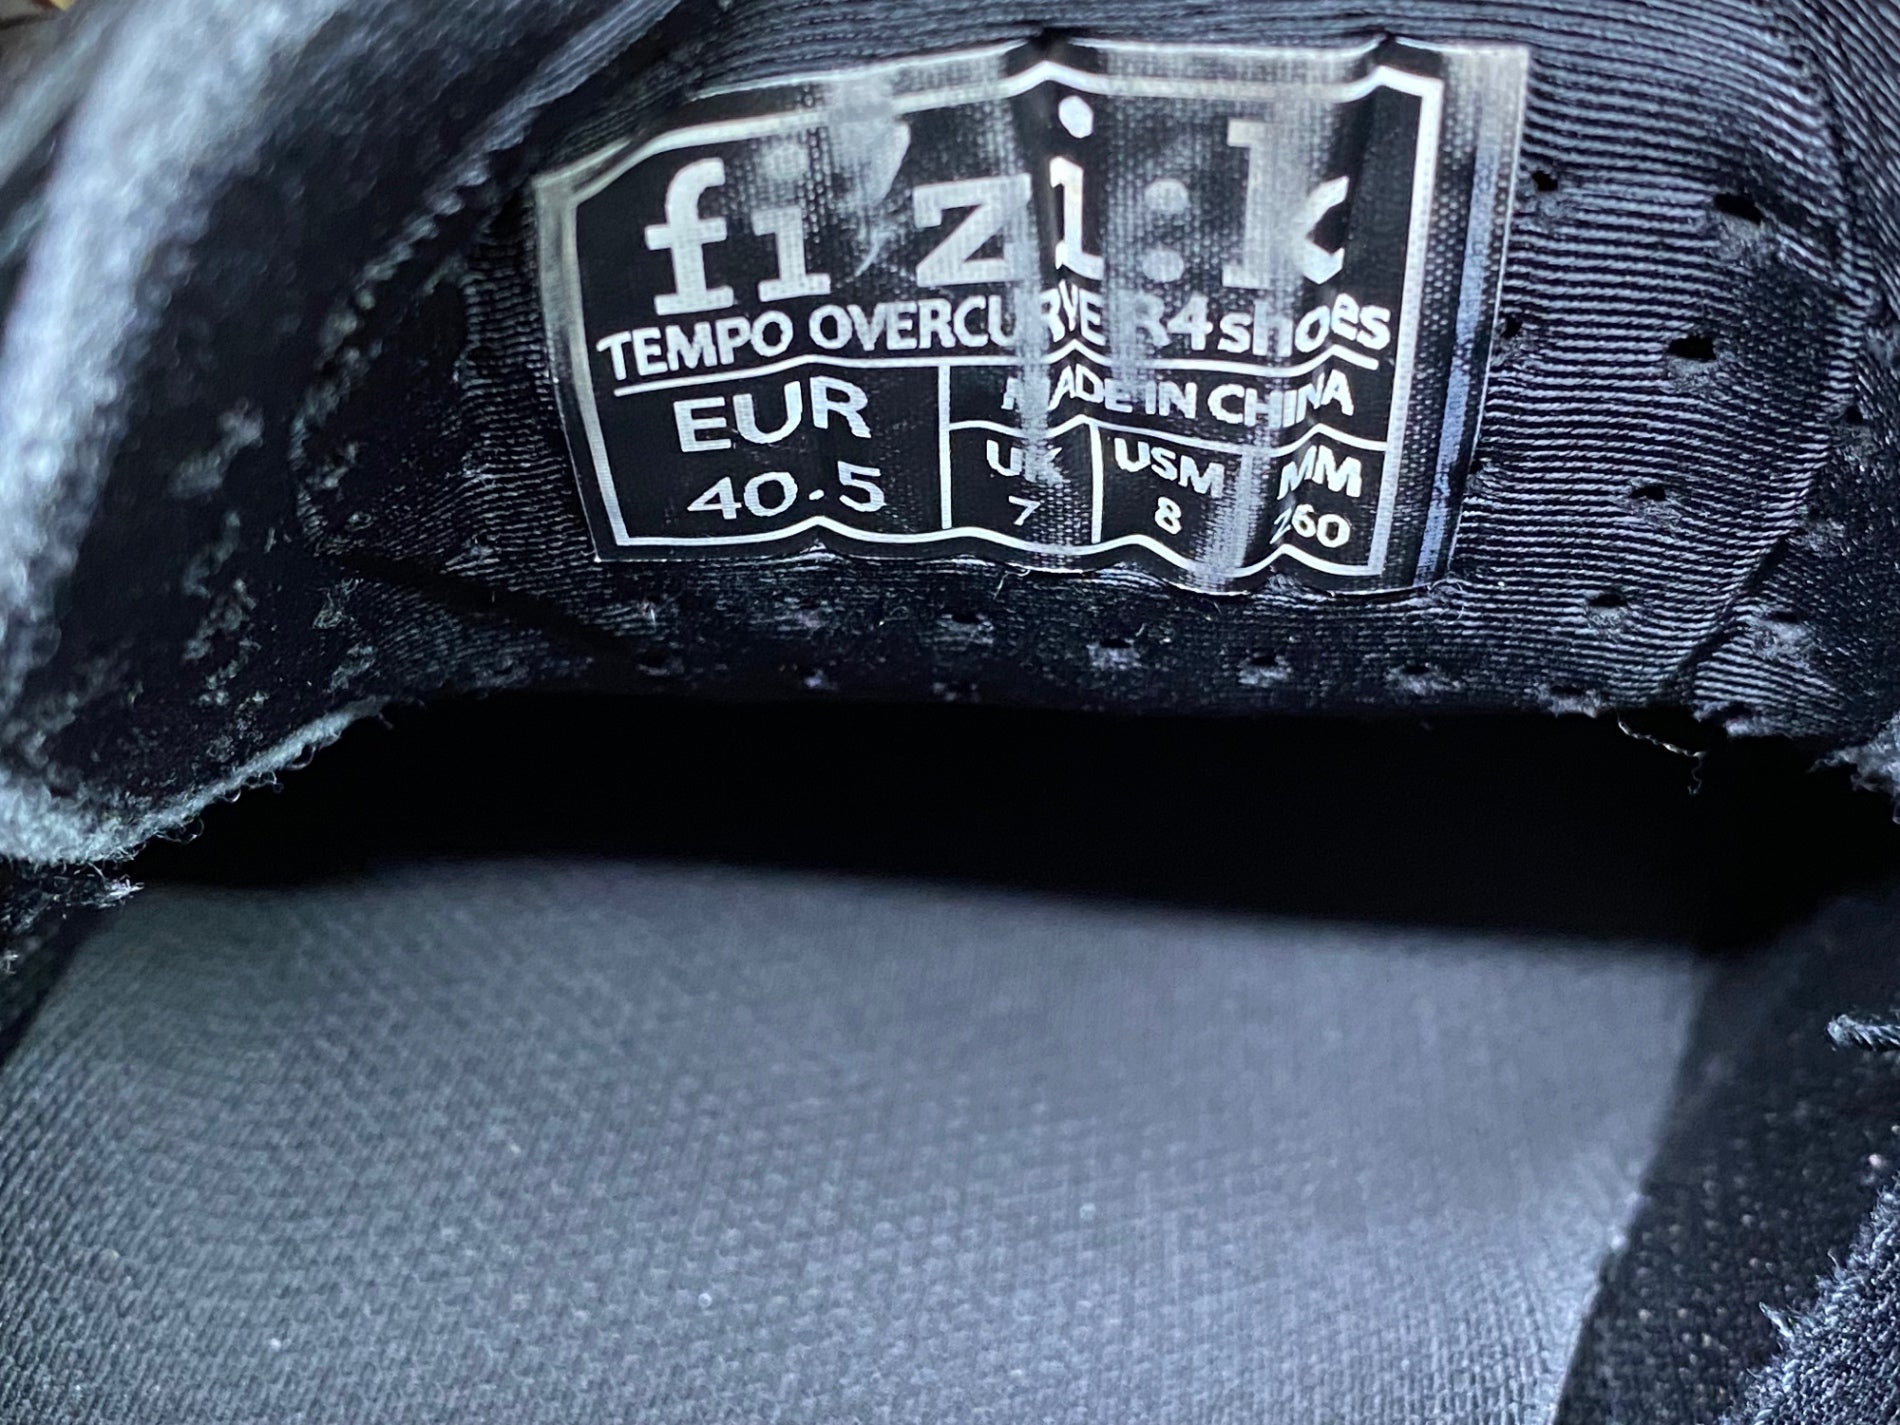 fi'zi:k
TEMPO OVERCURVE R4 shoes
EUR
40.5
MADE IN CHINA
UK USM MM
7 8 260